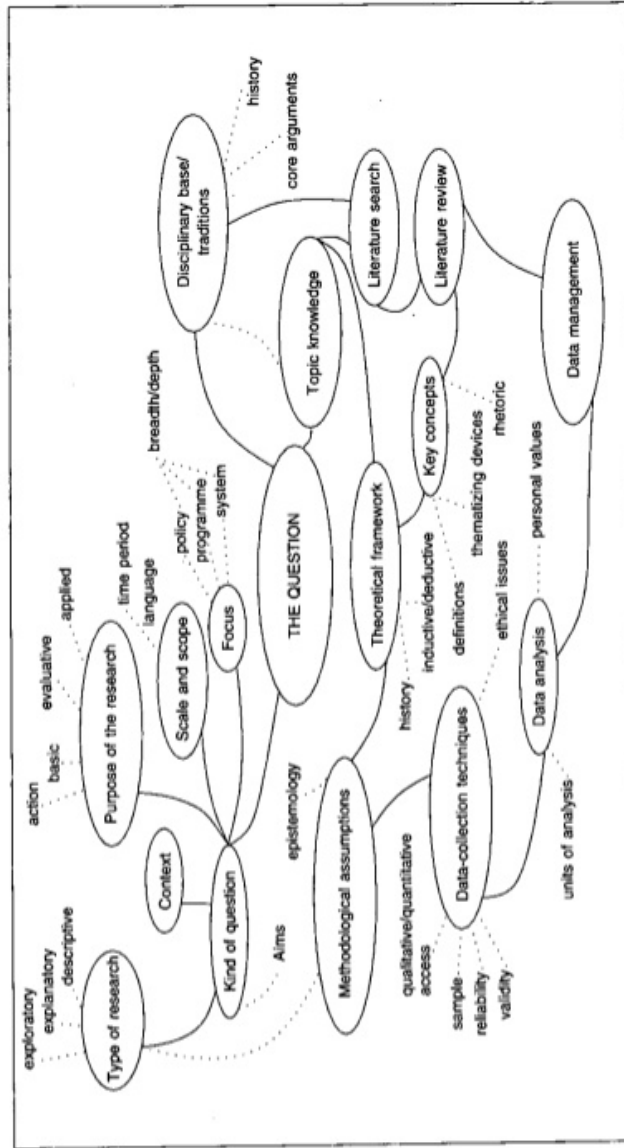 exploratory
explanatory
descriptive
Type of research
action
basic
evaluative
applied
Purpose of the research
Context
Kind of question
Aims
Scale and scope
time period
language
Focus
policy
programme
system
breadth/depth
THE QUESTION
Disciplinary base/
traditions
history
core arguments
Topic knowledge
Literature search
Literature review
Key concepts
rhetoric
thematizing devices
definitions
Theoretical framework
inductive/deductive
history
epistemology
Methodological assumptions
qualitative/quantitative
access
sample
reliability
validity
Data-collection techniques
ethical issues
units of analysis
Data analysis
personal values
Data management